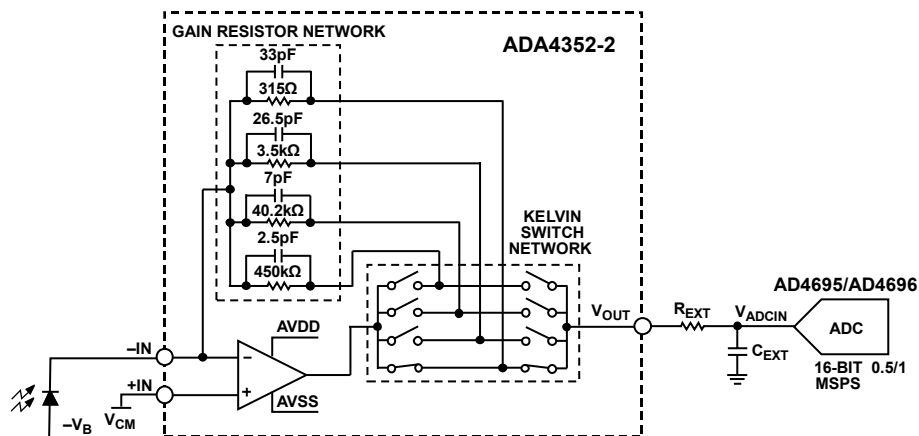 GAIN RESISTOR NETWORK
ADA4352-2
33pF
315Ω
26.5pF
3.5kΩ
7pF
40.2kΩ
2.5pF
450kΩ
KELVIN
SWITCH
NETWORK
AD4695/AD4696
VOUT
REXT
VADCIN
ADC
CEXT
16-BIT 0.5/1
MSPS
–IN
AVDD
–
+IN
+
AVSS
VCM
–VB